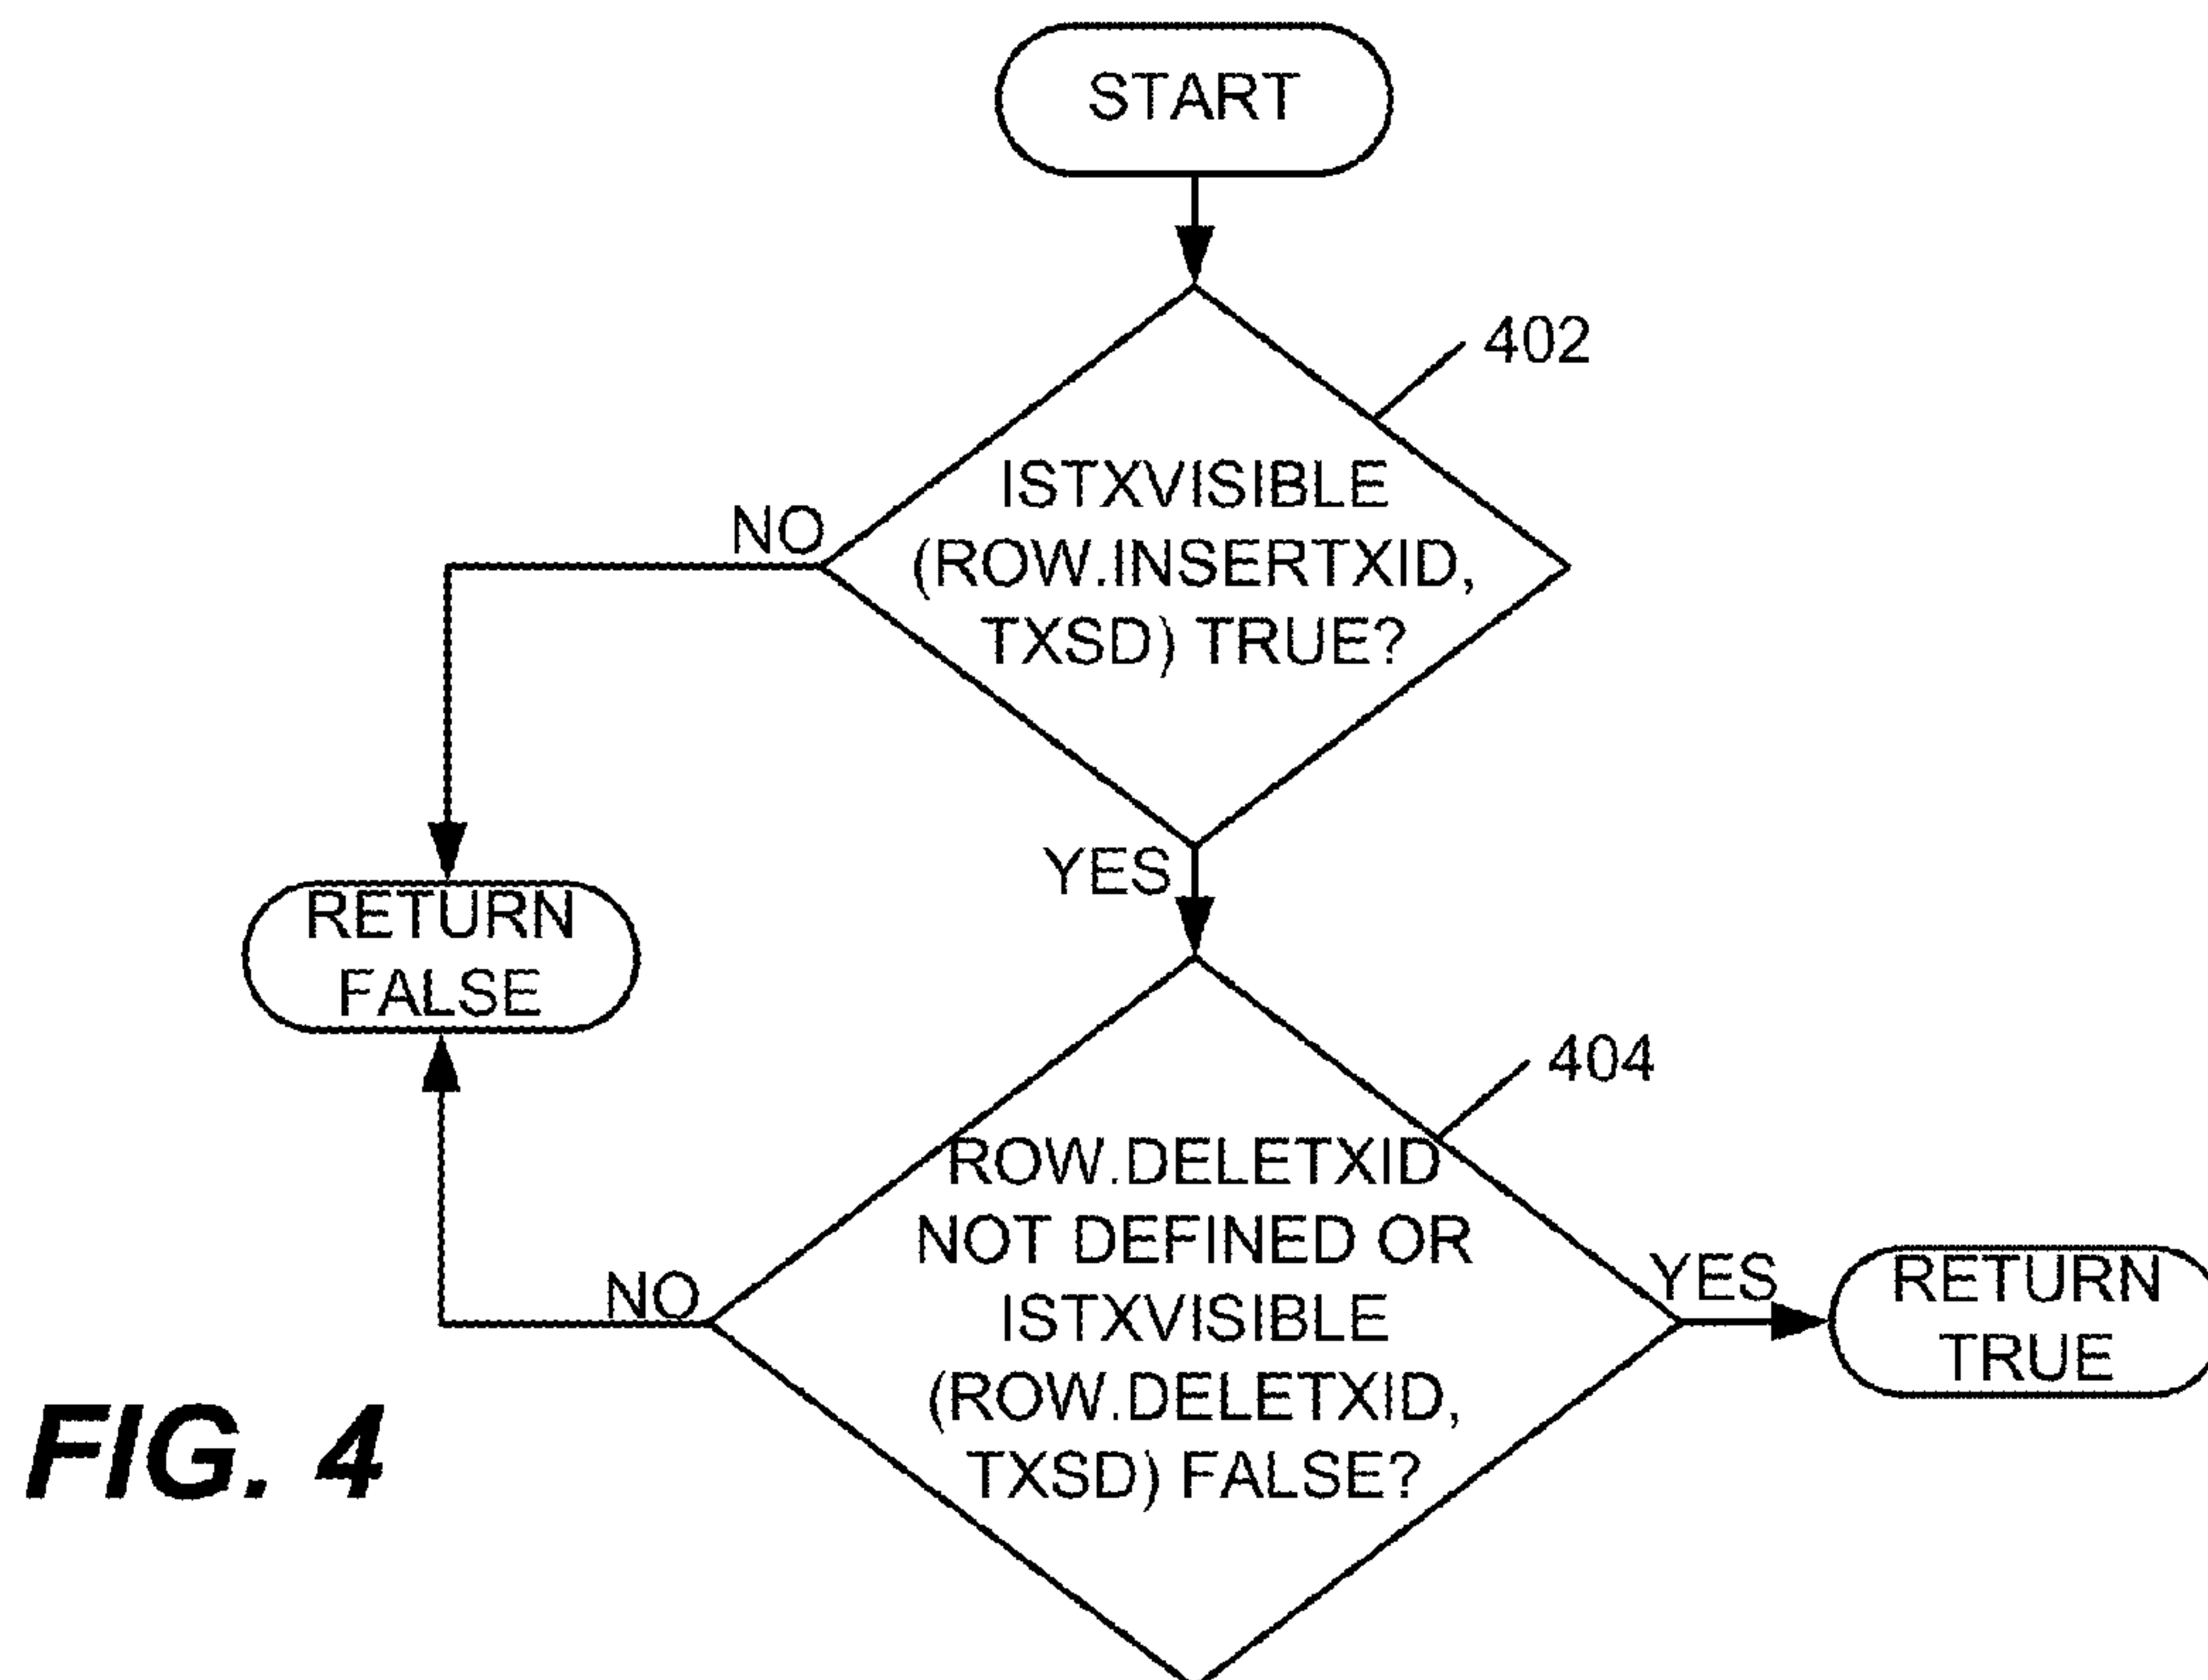 START
402
ISTXVISIBLE
(ROW.INSERTXID,
TXSD) TRUE?
NO
YES
RETURN
FALSE
404
ROW.DELETXID
NOT DEFINED OR
ISTXVISIBLE
(ROW.DELETXID,
TXSD) FALSE?
NO
YES
RETURN
TRUE
FIG. 4